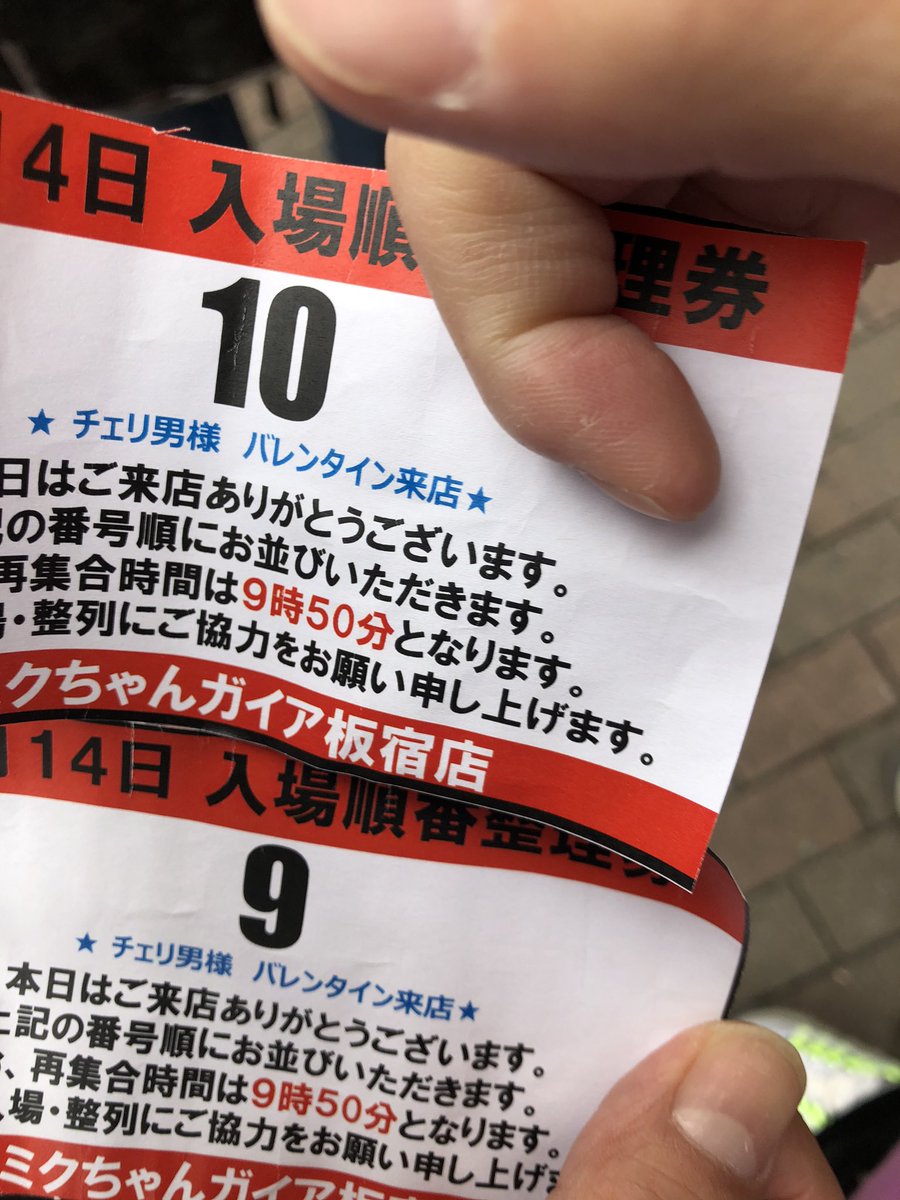 14日 入場順 理券
10
★ チェリ男様 バレンタイン来店★
日はご来店ありがとうございます。
記の番号順にお並びいただきます。
再集合時間は9時50分となります。
場・整列にご協力をお願い申し上げます。
ミクちゃんガイア板宿店
月14日 入場順番整理券
9
★ チェリ男様 バレンタイン来店★
本日はご来店ありがとうございます。
上記の番号順にお並びいただきます。
、再集合時間は9時50分となります。
入場・整列にご協力をお願い申し上げ
ミクちゃんガイア板宿